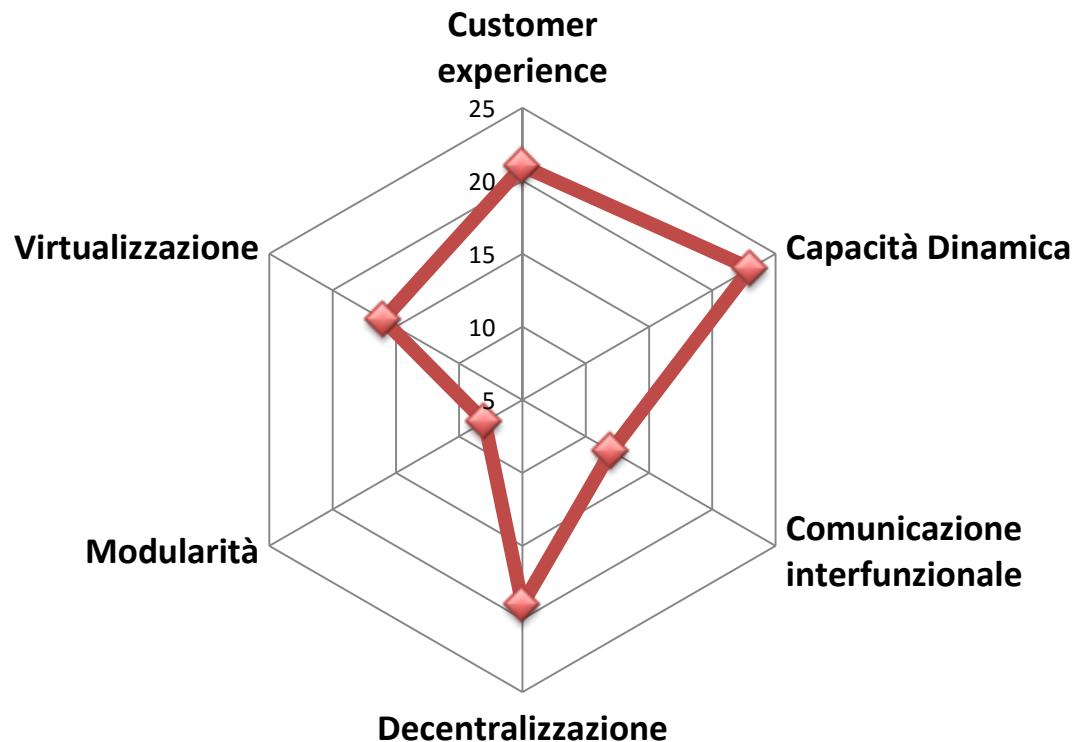 Customer
experience
25
20
15
10
5
Virtualizzazione
Capacità Dinamica
Modularità
Comunicazione
interfunzionale
Decentralizzazione